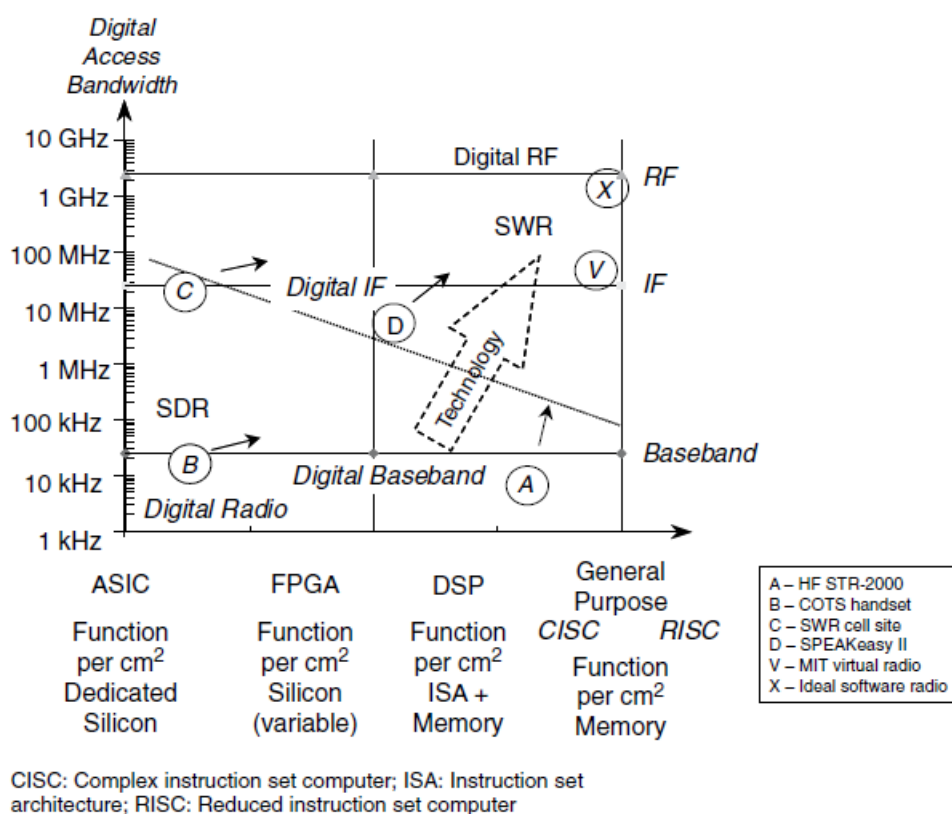 Digital
Access
Bandwidth
10 GHz
Digital RF
RF
X
1 GHz
SWR
100 MHz
V
C
Digital IF
IF
10 MHz
D
1 MHz
Technology
SDR
100 kHz
B
Digital Baseband
Baseband
10 kHz
A
Digital Radio
1 kHz
ASIC
Function
per cm²
Dedicated
Silicon
FPGA
Function
per cm²
Silicon
(variable)
DSP
Function
per cm²
ISA +
Memory
General
Purpose
CISC RISC
Function
per cm²
Memory
A – HF STR-2000
B – COTS handset
C – SWR cell site
D – SPEAKeasy II
V – MIT virtual radio
X – Ideal software radio
CISC: Complex instruction set computer; ISA: Instruction set
architecture; RISC: Reduced instruction set computer